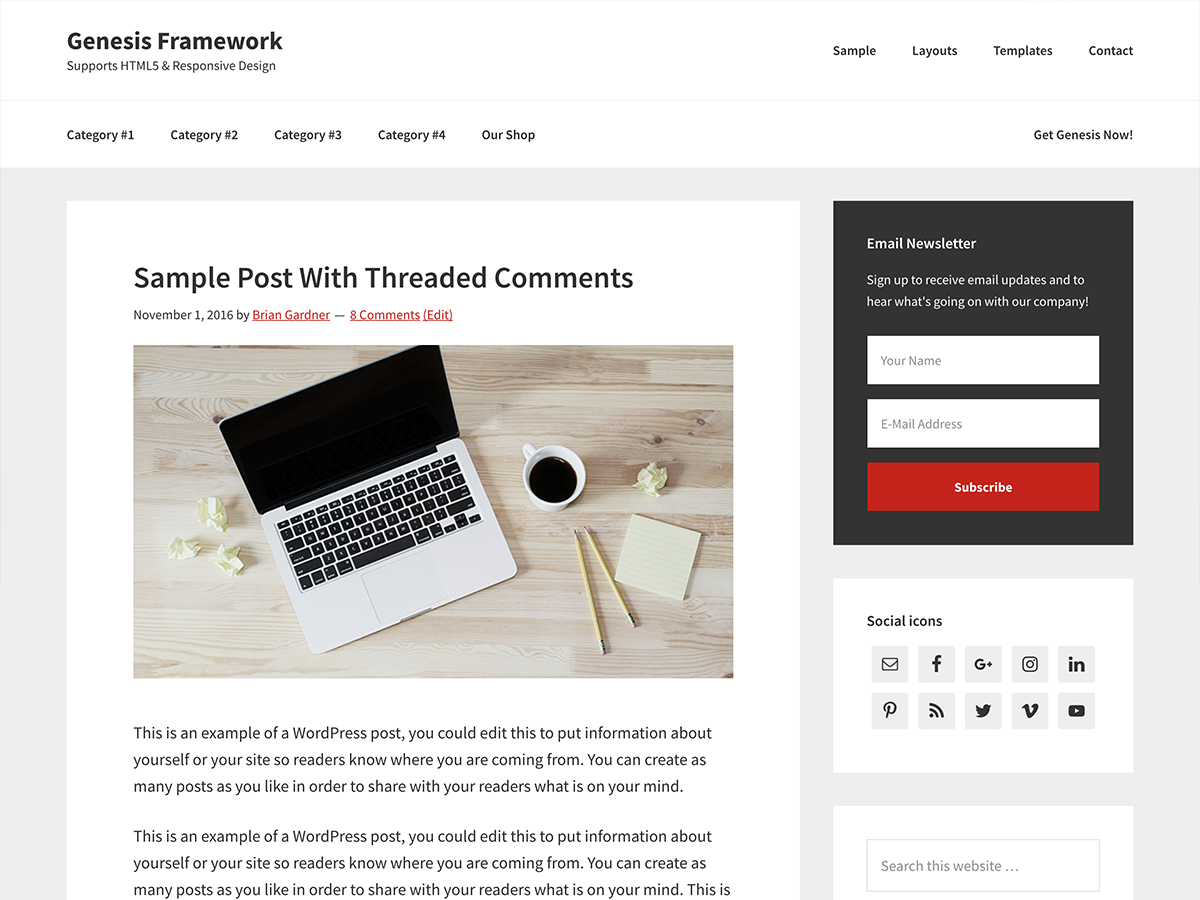 Genesis Framework
Supports HTML5 & Responsive Design
Sample Layouts Templates Contact
Category #1 Category #2 Category #3 Category #4 Our Shop Get Genesis Now!
Sample Post With Threaded Comments
November 1, 2016 by Brian Gardner — 8 Comments (Edit)
This is an example of a WordPress post, you could edit this to put information about
yourself or your site so readers know where you are coming from. You can create as
many posts as you like in order to share with your readers what is on your mind.
This is an example of a WordPress post, you could edit this to put information about
yourself or your site so readers know where you are coming from. You can create as
many posts as you like in order to share with your readers what is on your mind. This is
Email Newsletter
Sign up to receive email updates and to
hear what's going on with our company!
Your Name
E-Mail Address
Subscribe
Social icons
Search this website …